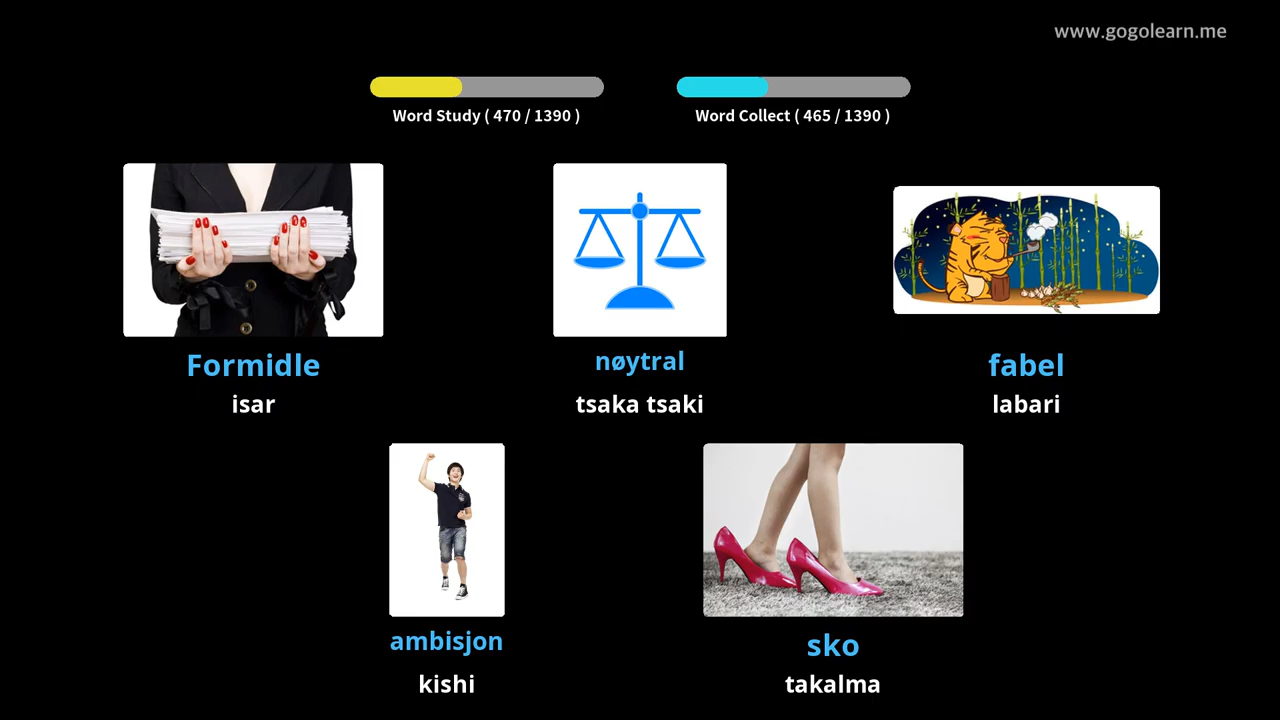 www.gogolearn.me
Word Study ( 470 / 1390 )
Word Collect ( 465 / 1390 )
Formidle
isar
nøytral
tsaka tsaki
fabel
labari
ambisjon
kishi
sko
takalma